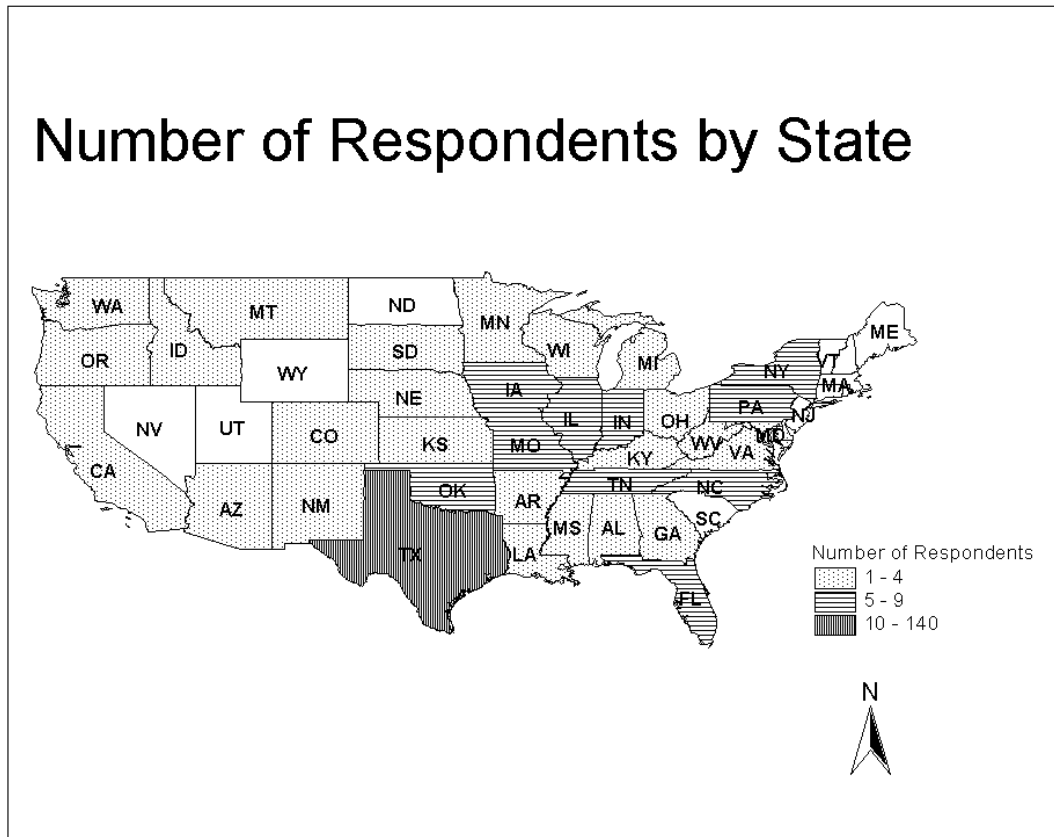 Number of Respondents by State
WA MT ND MN ME
OR ID SD WI MI VT
WY NY MA
NV UT NE IA PA NJ
CA CO KS MO IL IN OH WV MD
AZ NM OK AR KY VA
TX LA MS TN NC
AL GA SC
FL
Number of Respondents
1 - 4
5 - 9
10 - 140
N